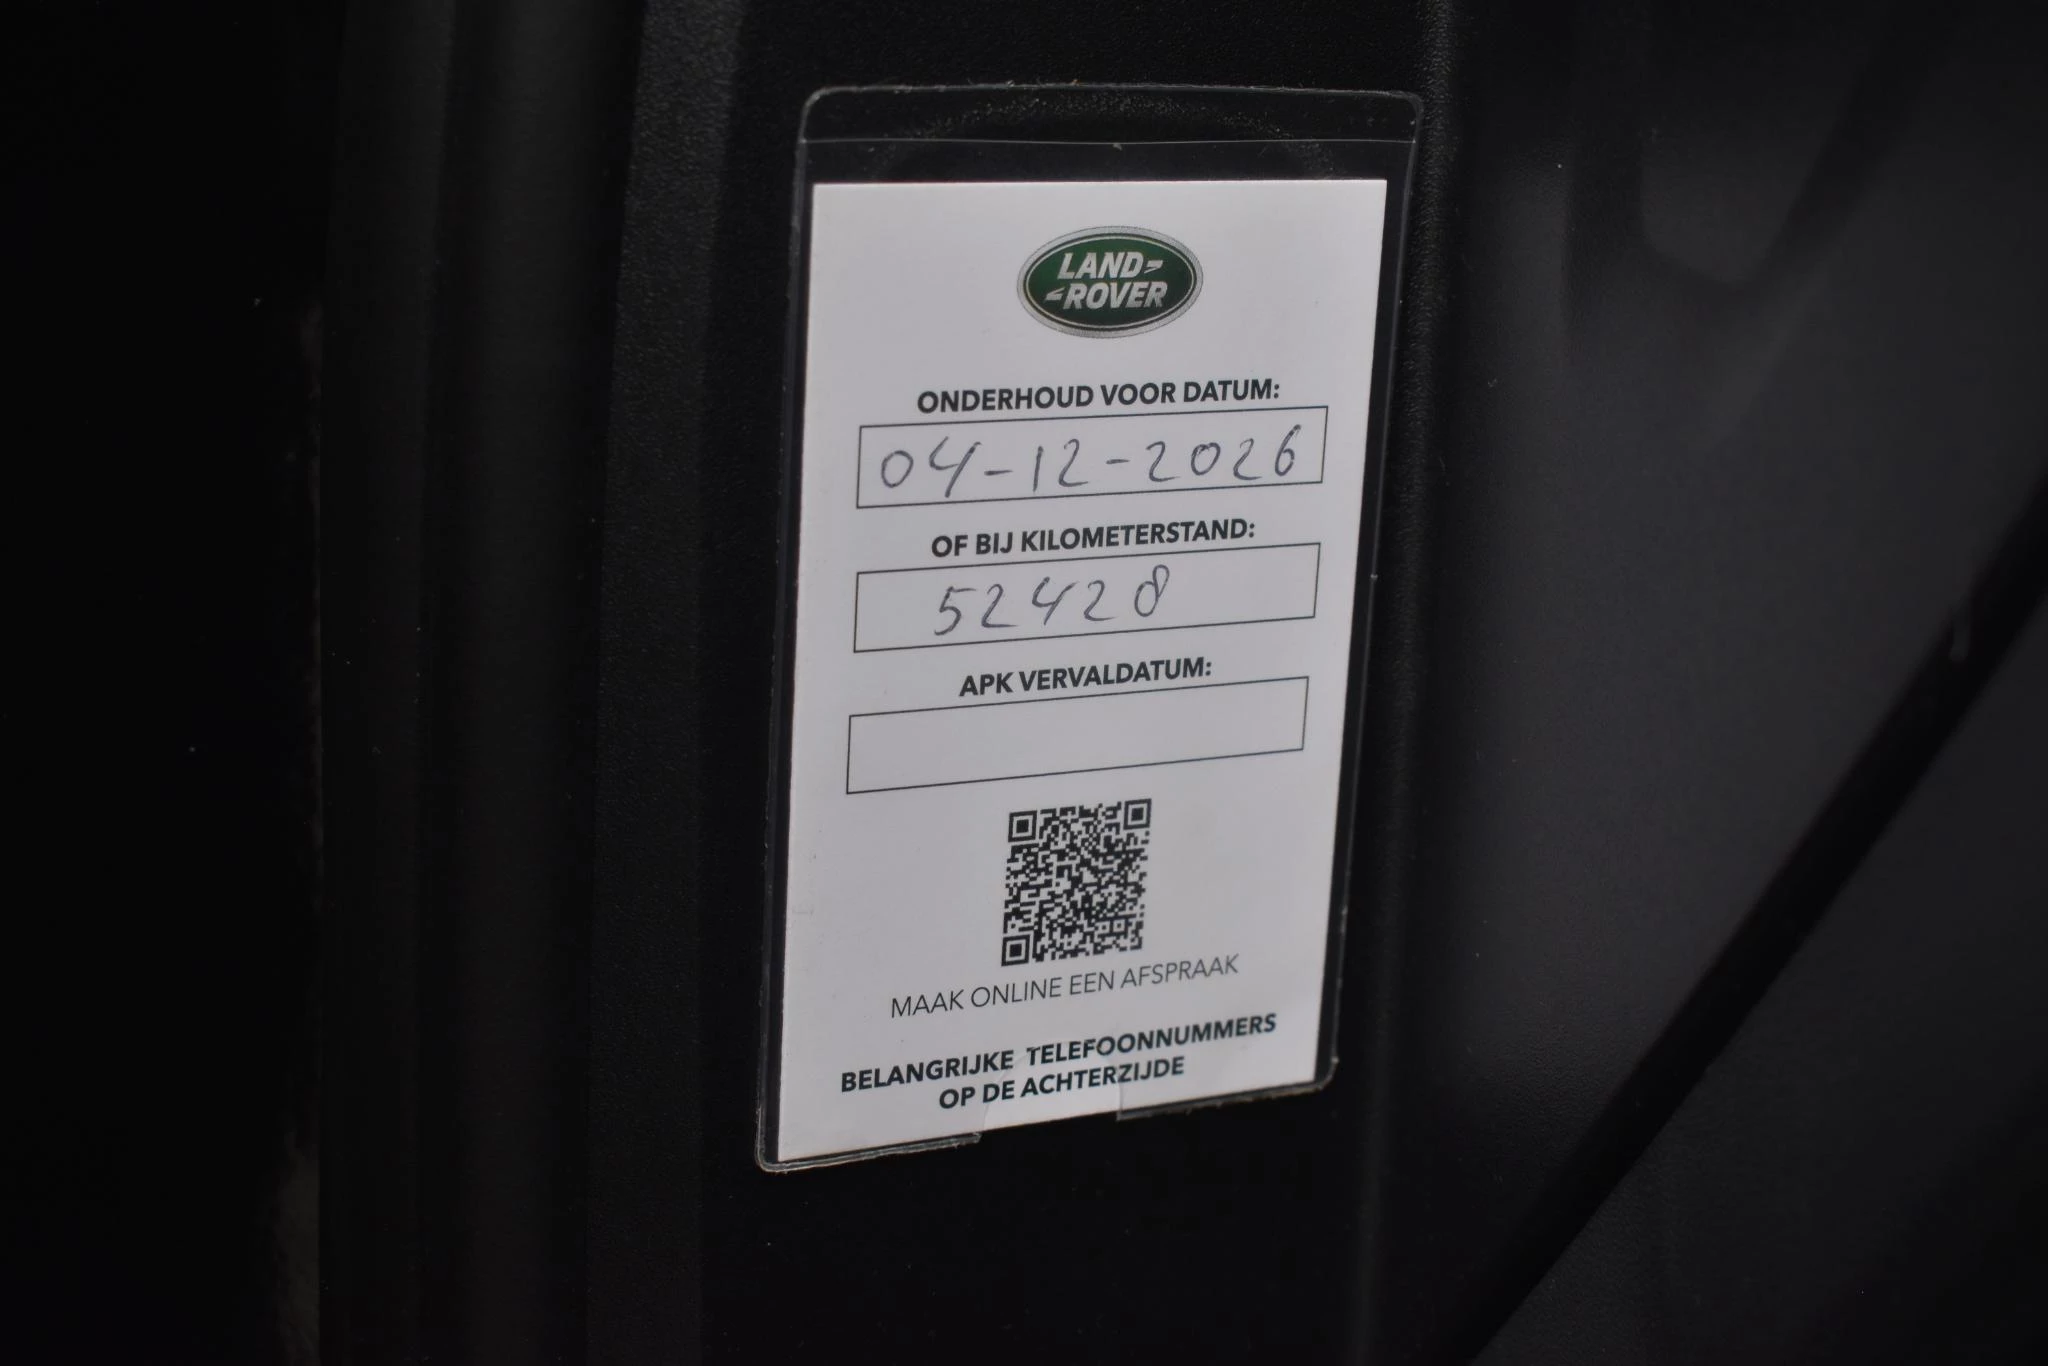 LAND
ROVER
ONDERHOUD VOOR DATUM:
04-12-2026
OF BIJ KILOMETERSTAND:
52428
APK VERVALDATUM:
MAAK ONLINE EEN AFSPRAAK
BELANGRIJKE TELEFOONNUMMERS
OP DE ACHTERZIJDE